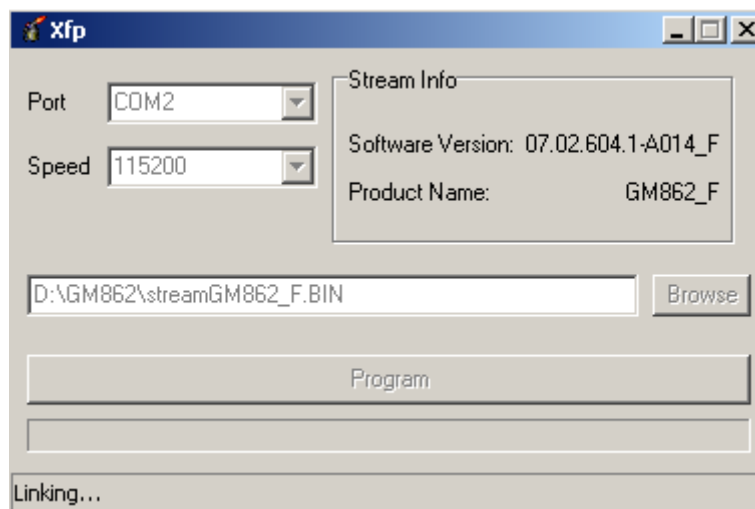 Xfp
Port COM2
Speed 115200
Stream Info
Software Version: 07.02.604.1-A014_F
Product Name: GM862_F
D:\GM862\streamGM862_F.BIN
Browse
Program
Linking...